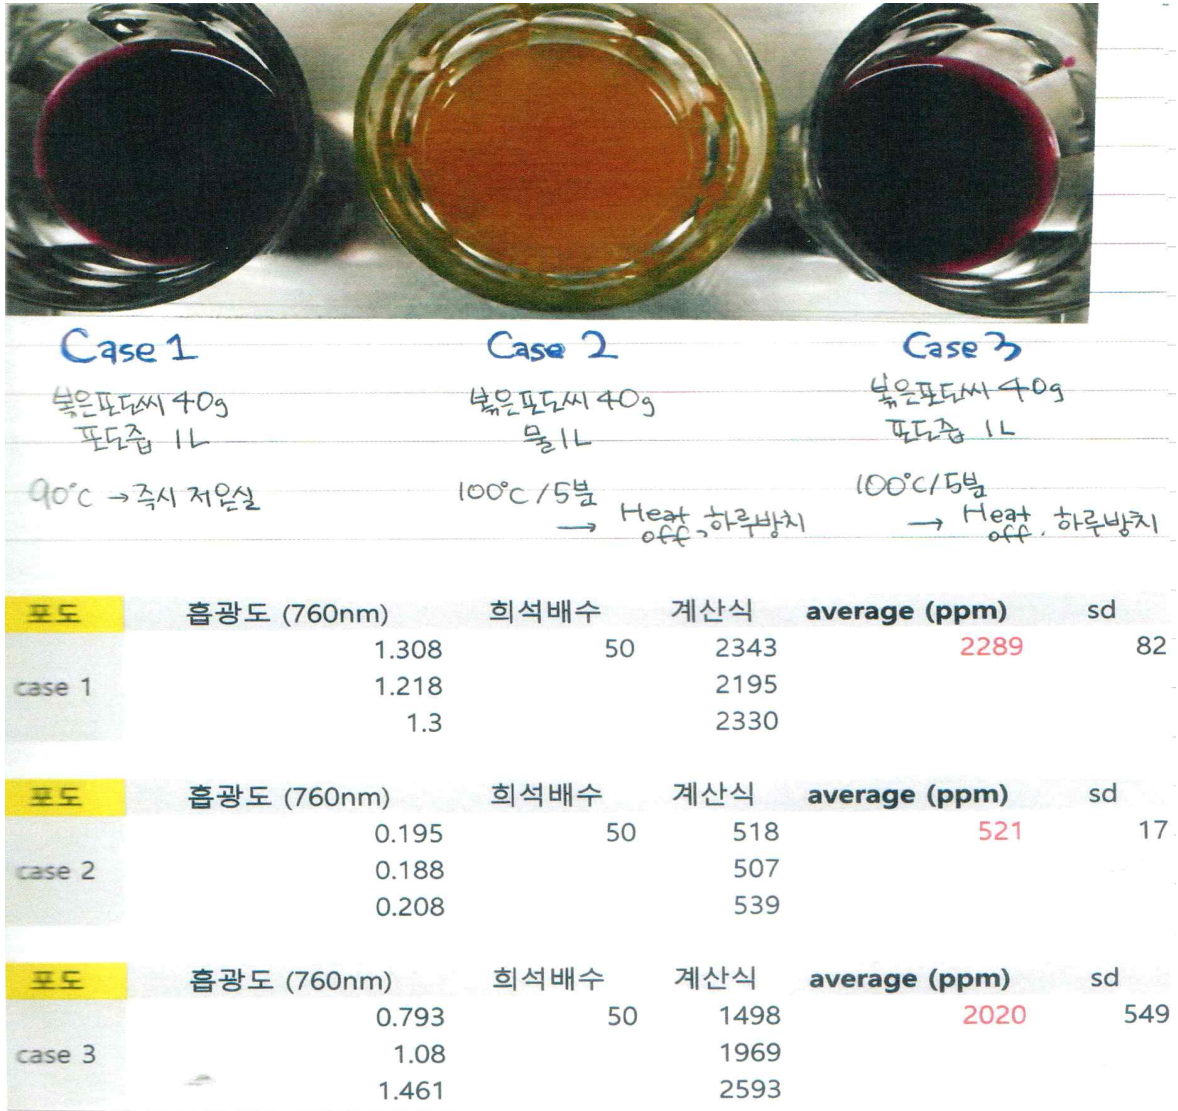 Case 1
Case 2
Case 3
볶은포도씨 40g
포도즙 1L
볶은포도씨 40g
물 1L
볶은포도씨 40g
포도즙 1L
90°C → 즉시 저온실
100°C/5분
→ Heat off, 하루방치
100°C/5분
→ Heat off, 하루방치
포도 흡광도 (760nm) 희석배수 계산식 average (ppm) sd
1.308 50 2343 2289 82
case 1 1.218 2195
1.3 2330
포도 흡광도 (760nm) 희석배수 계산식 average (ppm) sd
0.195 50 518 521 17
case 2 0.188 507
0.208 539
포도 흡광도 (760nm) 희석배수 계산식 average (ppm) sd
0.793 50 1498 2020 549
case 3 1.08 1969
1.461 2593